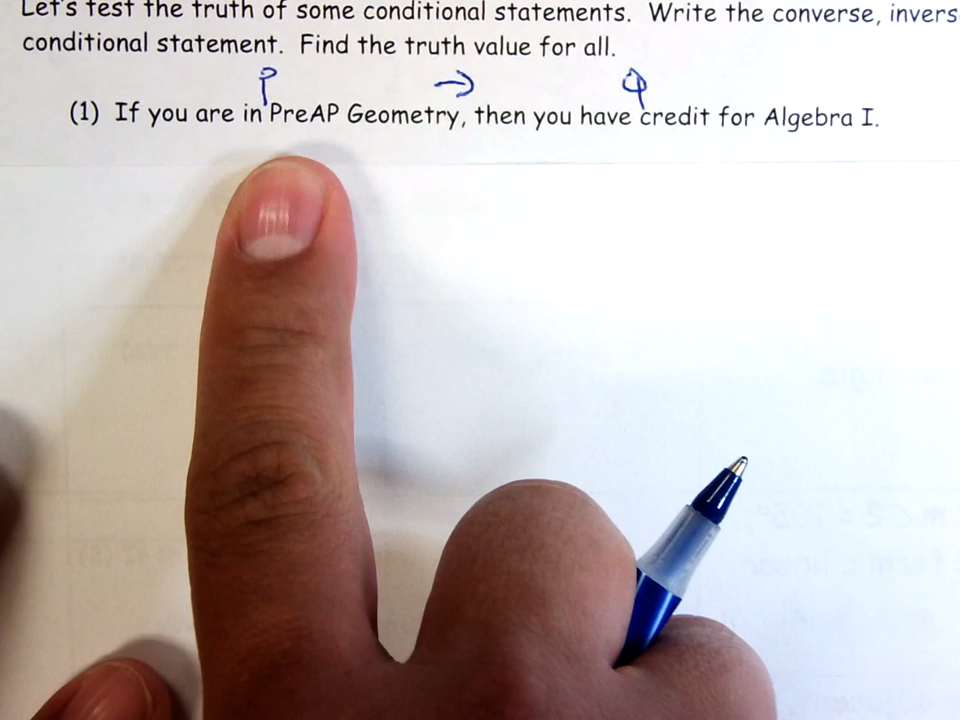 Let's test the truth of some conditional statements. Write the converse,
conditional statement. Find the truth value for all.
p → q
(1) If you are in PreAP Geometry, then you have credit for Algebra I.